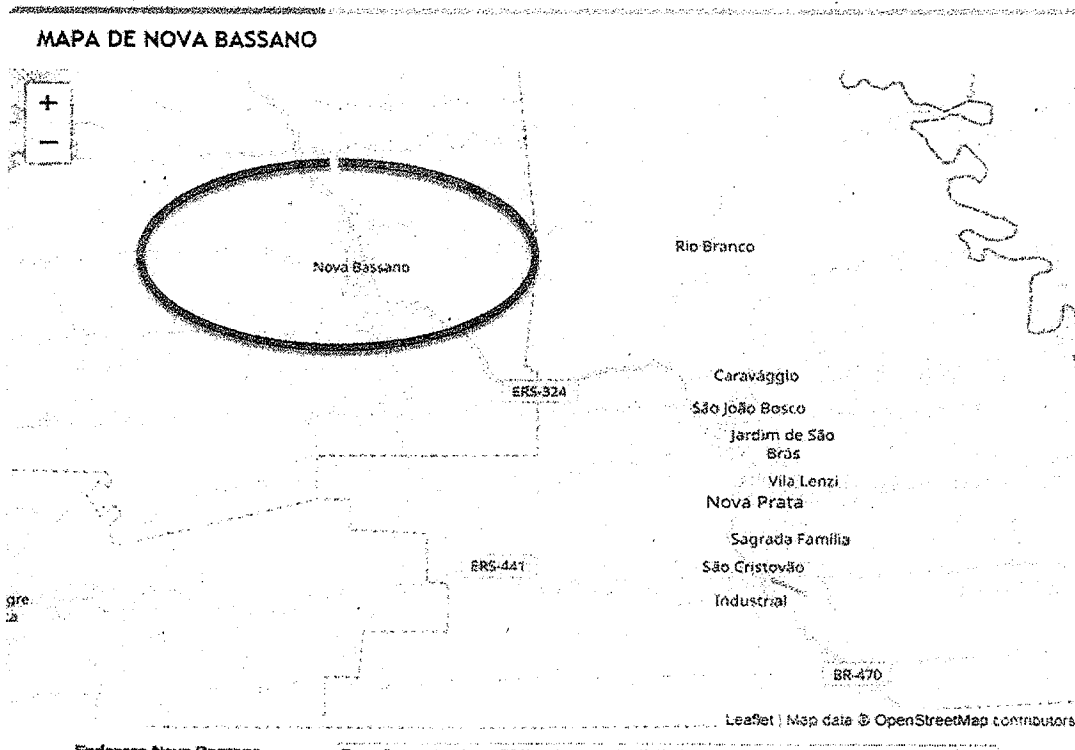 MAPA DE NOVA BASSANO
+
−
Rio Branco
Nova Bassano
Caravággio
ERS-324
São João Bosco
Jardim de São
Brás
Vila Lenzi
Nova Prata
Sagrada Família
ERS-441
São Cristovão
Industrial
gre
BR-470
Leaflet | Map data © OpenStreetMap contributors